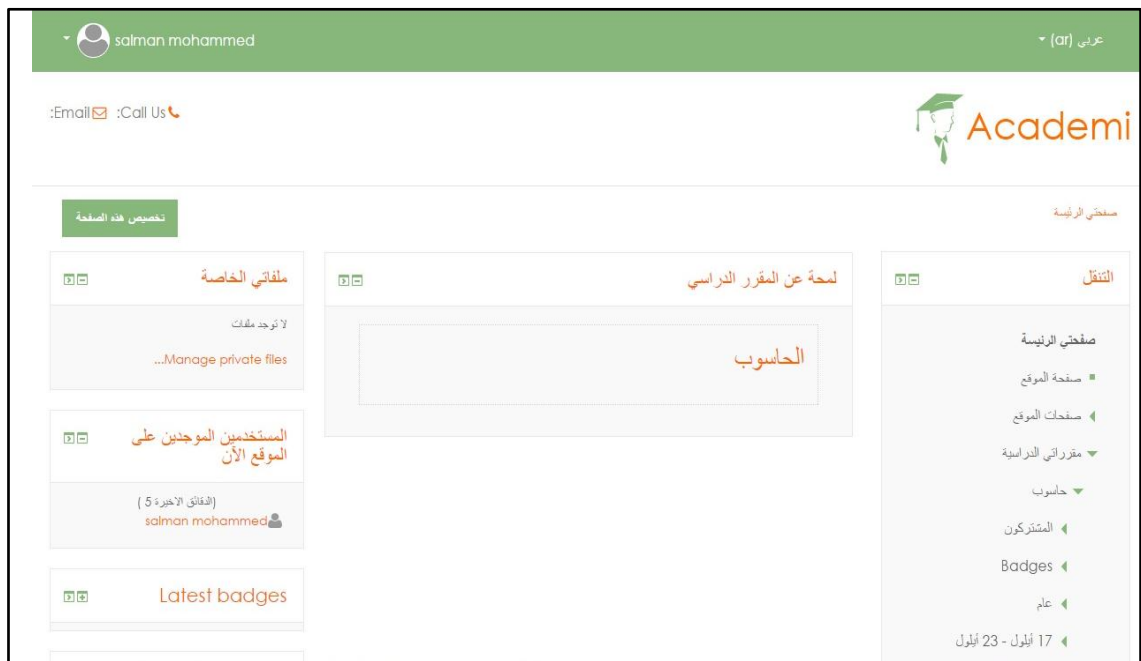 عربي (ar)
salman mohammed
Academi
Call Us:
Email:
صفحتي الرئيسة
تخصيص هذه الصفحة
التنقل
صفحتي الرئيسة
صفحة الموقع
صفحات الموقع
مقرراتي الدراسية
حاسوب
المشتركون
Badges
عام
17 أيلول - 23 أيلول
لمحة عن المقرر الدراسي
الحاسوب
ملفاتي الخاصة
لا توجد ملفات
Manage private files...
المستخدمين الموجدين على
الموقع الآن
(الدقائق الاخيرة 5 )
salman mohammed
Latest badges